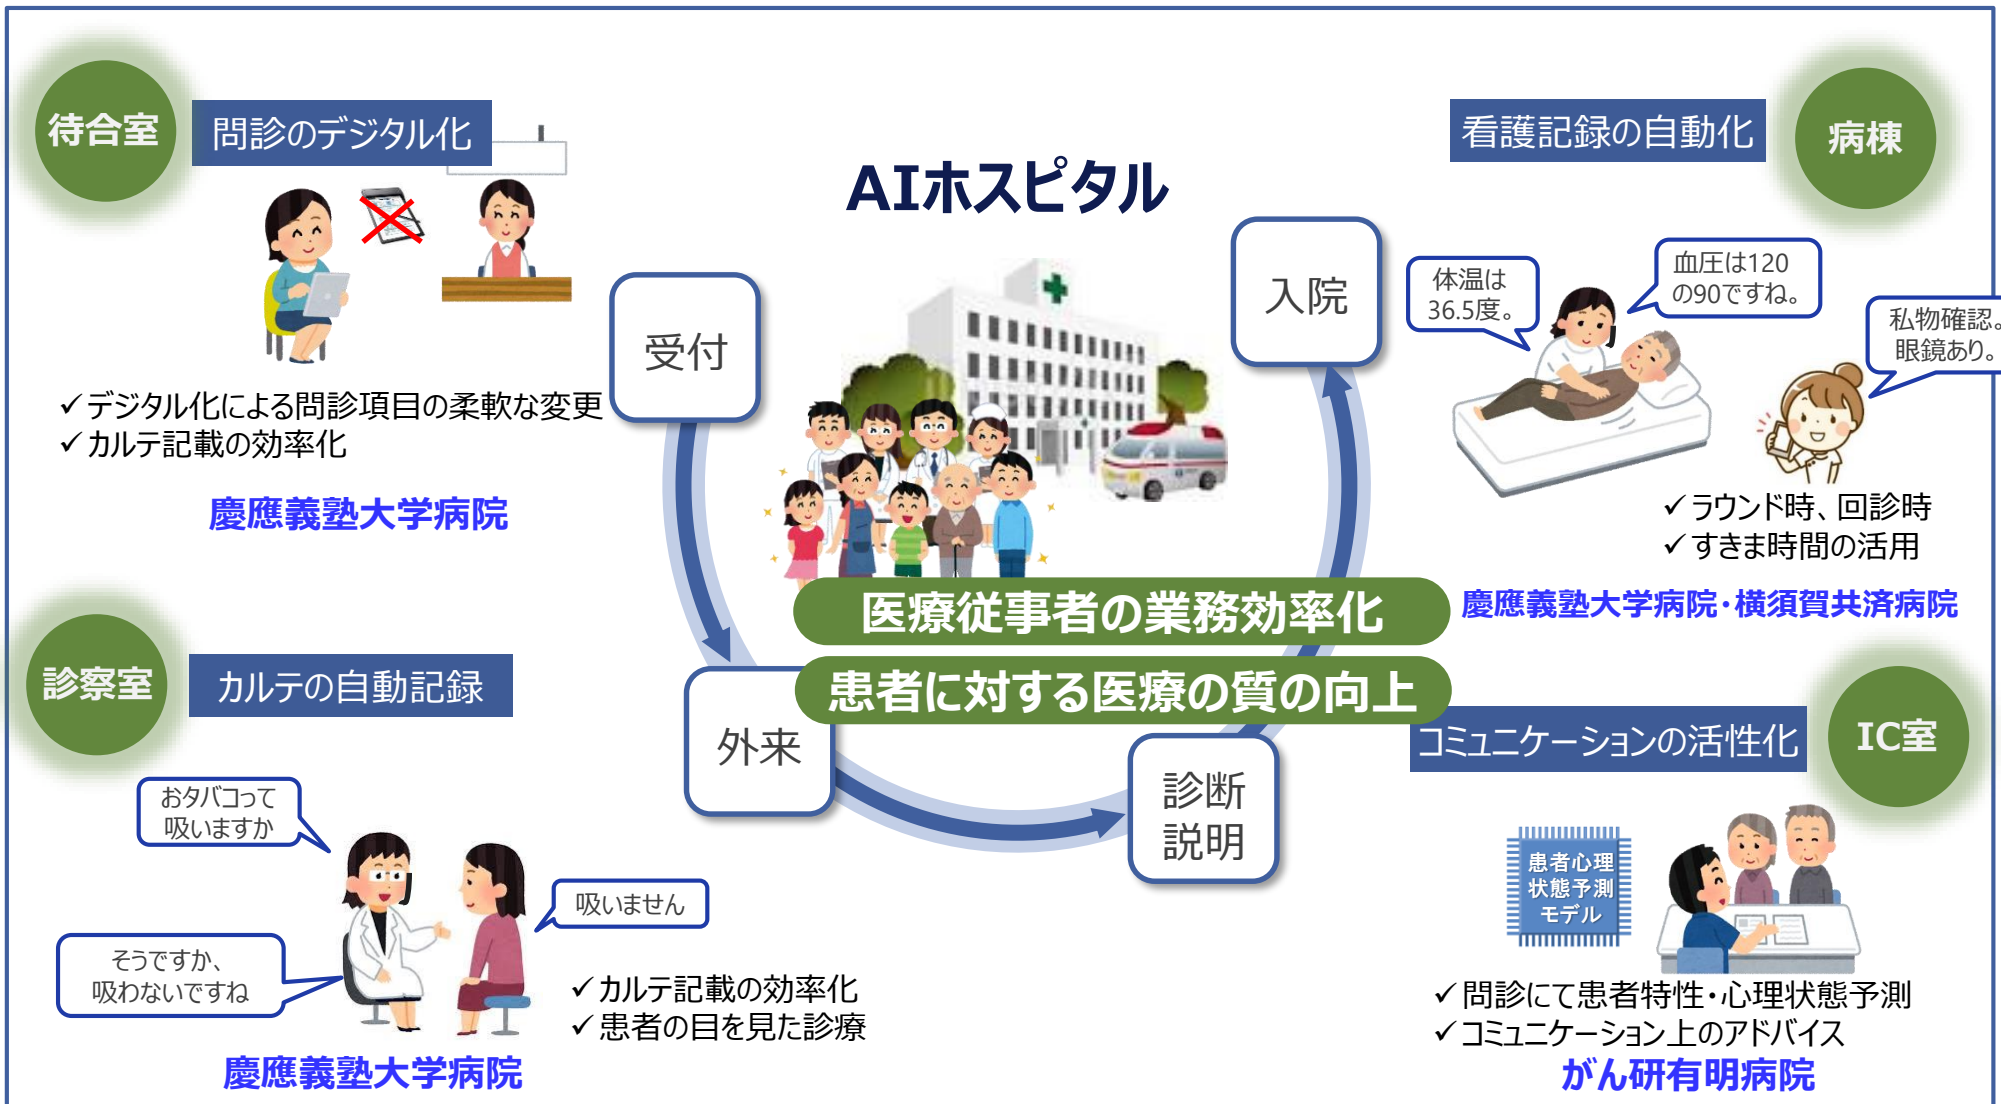 待合室
問診のデジタル化
✓デジタル化による問診項目の柔軟な変更
✓カルテ記載の効率化
慶應義塾大学病院
AIホスピタル
受付
外来
診断
説明
入院
医療従事者の業務効率化
患者に対する医療の質の向上
看護記録の自動化
病棟
体温は
36.5度。
血圧は120
の90ですね。
私物確認。
眼鏡あり。
✓ラウンド時、回診時
✓すきま時間の活用
慶應義塾大学病院・横須賀共済病院
診察室
カルテの自動記録
おタバコって
吸いますか
吸いません
そうですか、
吸わないですね
✓カルテ記載の効率化
✓患者の目を見た診療
慶應義塾大学病院
コミュニケーションの活性化
IC室
患者心理
状態予測
モデル
✓問診にて患者特性・心理状態予測
✓コミュニケーション上のアドバイス
がん研有明病院